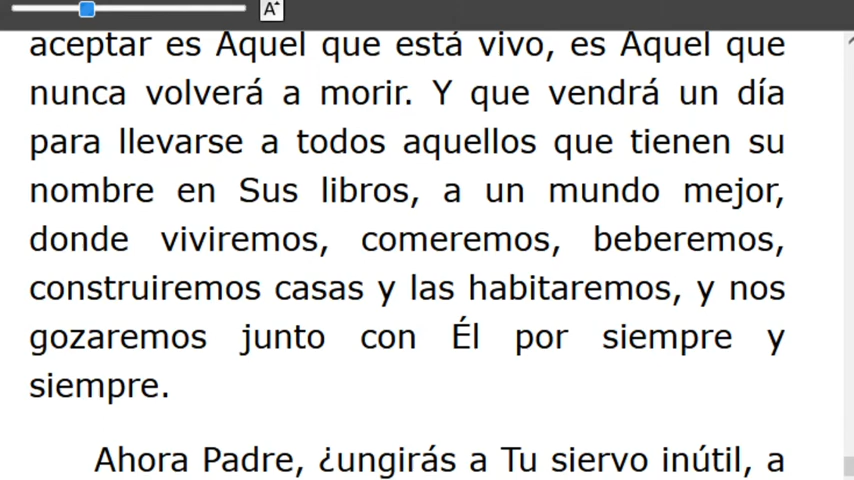 A
aceptar es Aquel que está vivo, es Aquel que
nunca volverá a morir. Y que vendrá un día
para llevarse a todos aquellos que tienen su
nombre en Sus libros, a un mundo mejor,
donde viviremos, comeremos, beberemos,
construiremos casas y las habitaremos, y nos
gozaremos junto con Él por siempre y
siempre.
Ahora Padre, ¿ungirás a Tu siervo inútil, a